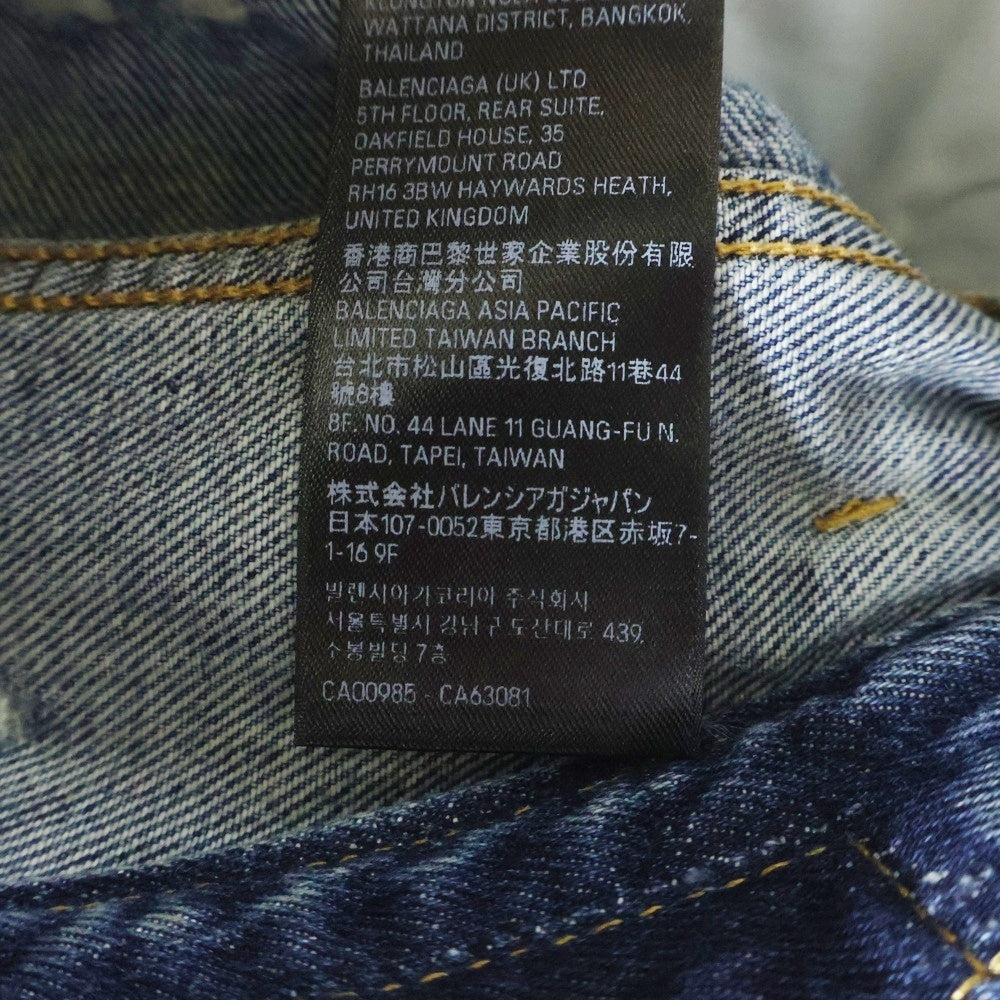 WATTANA DISTRICT, BANGKOK,
THAILAND
BALENCIAGA (UK) LTD
5TH FLOOR, REAR SUITE,
OAKFIELD HOUSE, 35
PERRYMOUNT ROAD
RH16 3BW HAYWARDS HEATH,
UNITED KINGDOM
香港商巴黎世家企業股份有限
公司台灣分公司
BALENCIAGA ASIA PACIFIC
LIMITED TAIWAN BRANCH
台北市松山區光復北路11巷44
號8樓
8F. NO. 44 LANE 11 GUANG-FU N.
ROAD, TAPEI, TAIWAN
株式会社バレンシアガジャパン
日本107-0052東京都港区赤坂7-
1-16 9F
발렌시아가코리아 주식회사
서울특별시 강남구 도산대로 439,
소봉빌딩 7층
CA00985 - CA63081